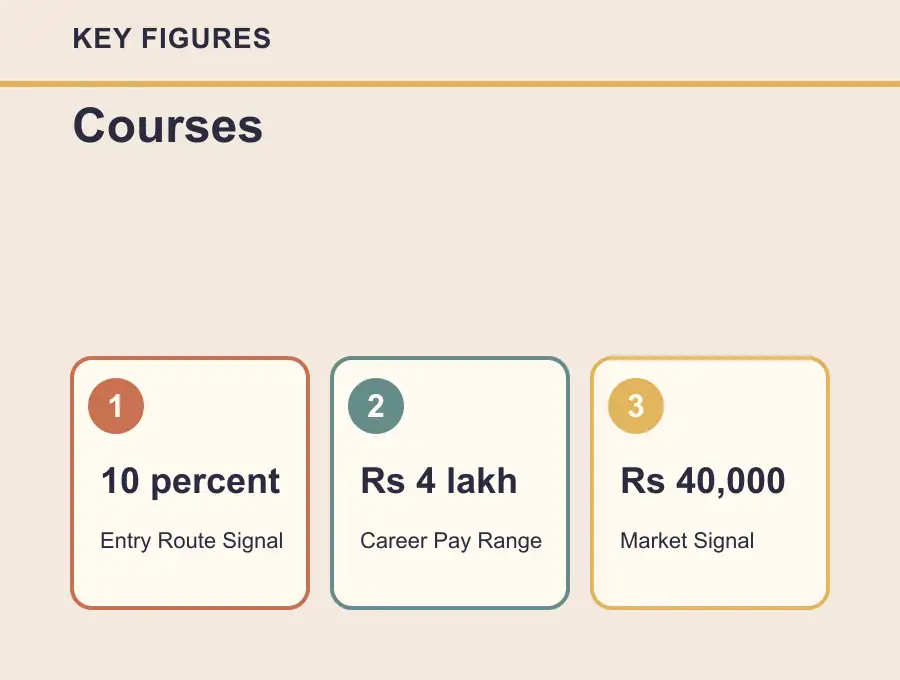 KEY FIGURES
Courses
1
10 percent
Entry Route Signal
2
Rs 4 lakh
Career Pay Range
3
Rs 40,000
Market Signal